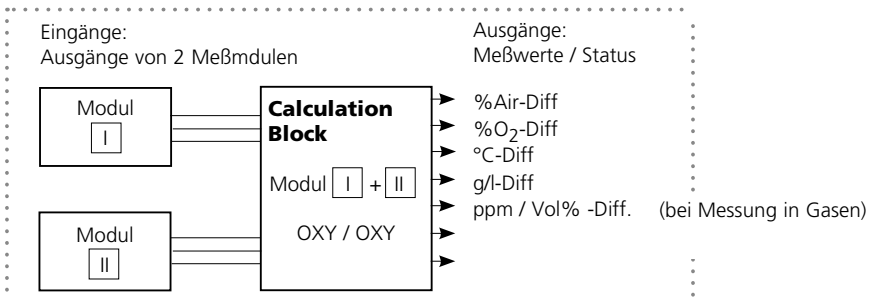 Eingänge:
Ausgänge von 2 Meßmdulen
Ausgänge:
Meßwerte / Status
Modul
I
Modul
II
Calculation
Block
Modul I + II
OXY / OXY
%Air-Diff
%O2-Diff
°C-Diff
g/l-Diff
ppm / Vol% -Diff. (bei Messung in Gasen)